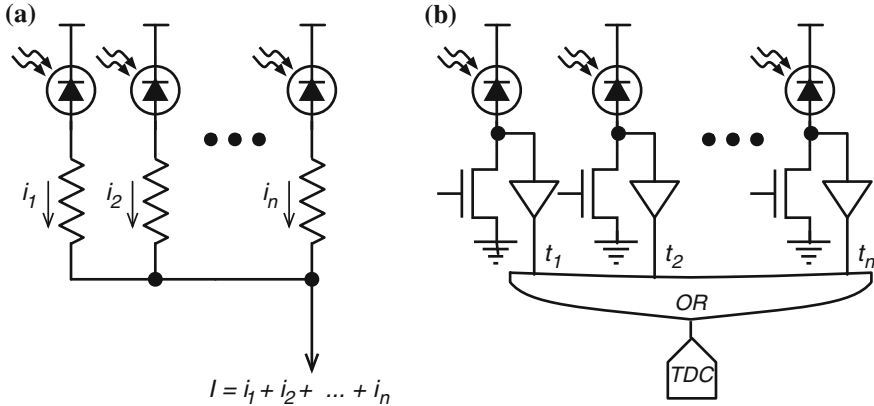 (a)
(b)
i1
i2
in
I = i1 + i2 + ... + in
t1
t2
tn
OR
TDC